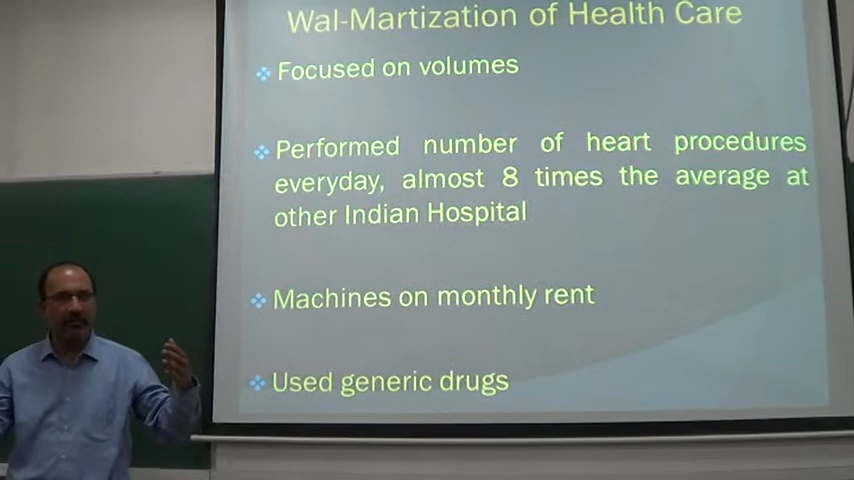 Wal-Martization of Health Care
Focused on volumes
Performed number of heart procedures
everyday, almost 8 times the average at
other Indian Hospital
Machines on monthly rent
Used generic drugs